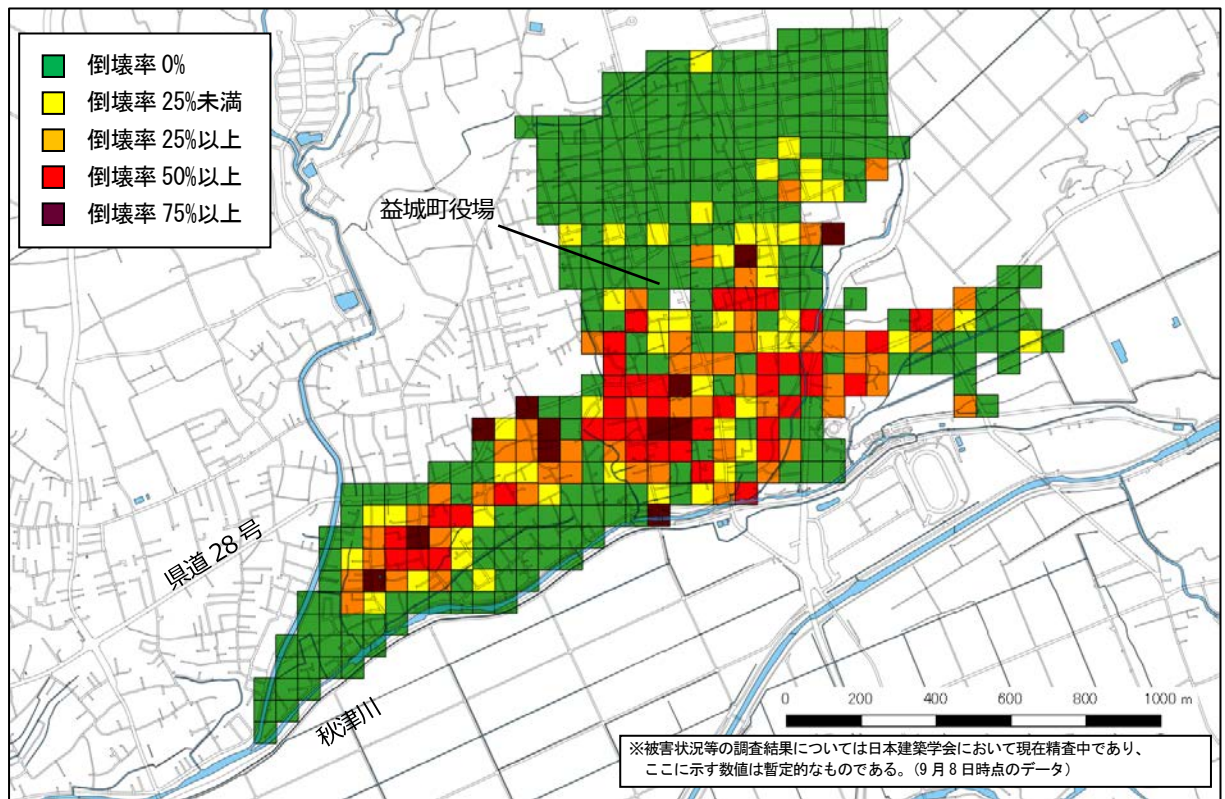 倒壊率 0%
倒壊率 25%未満
倒壊率 25%以上
倒壊率 50%以上
倒壊率 75%以上
益城町役場
県道 28 号
秋津川
0 200 400 600 800 1000 m
※被害状況等の調査結果については日本建築学会において現在精査中であり、
ここに示す数値は暫定的なものである。(9月8日時点のデータ)